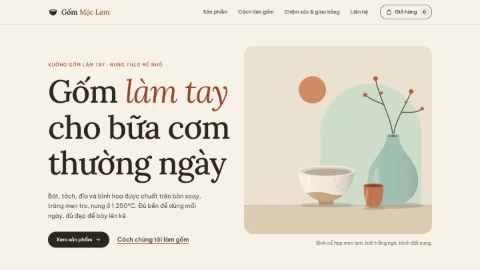 Gốm Mộc Lam
Sản phẩm
Cách làm gốm
Chăm sóc & giao hàng
Liên hệ
Giỏ hàng 0
XƯỞNG GỐM LÀM TAY · NUNG THEO MẺ NHỎ
Gốm làm tay
cho bữa cơm
thường ngày
Bát, tách, đĩa và bình hoa được chuốt trên bàn xoay,
tráng men tro, nung ở 1.250°C. Đủ bền để dùng mỗi
ngày, đủ đẹp để bày lên kệ.
Xem sản phẩm →
Cách chúng tôi làm gốm
Bình cổ hẹp men lam, bát trắng ngà, tách đất nung.